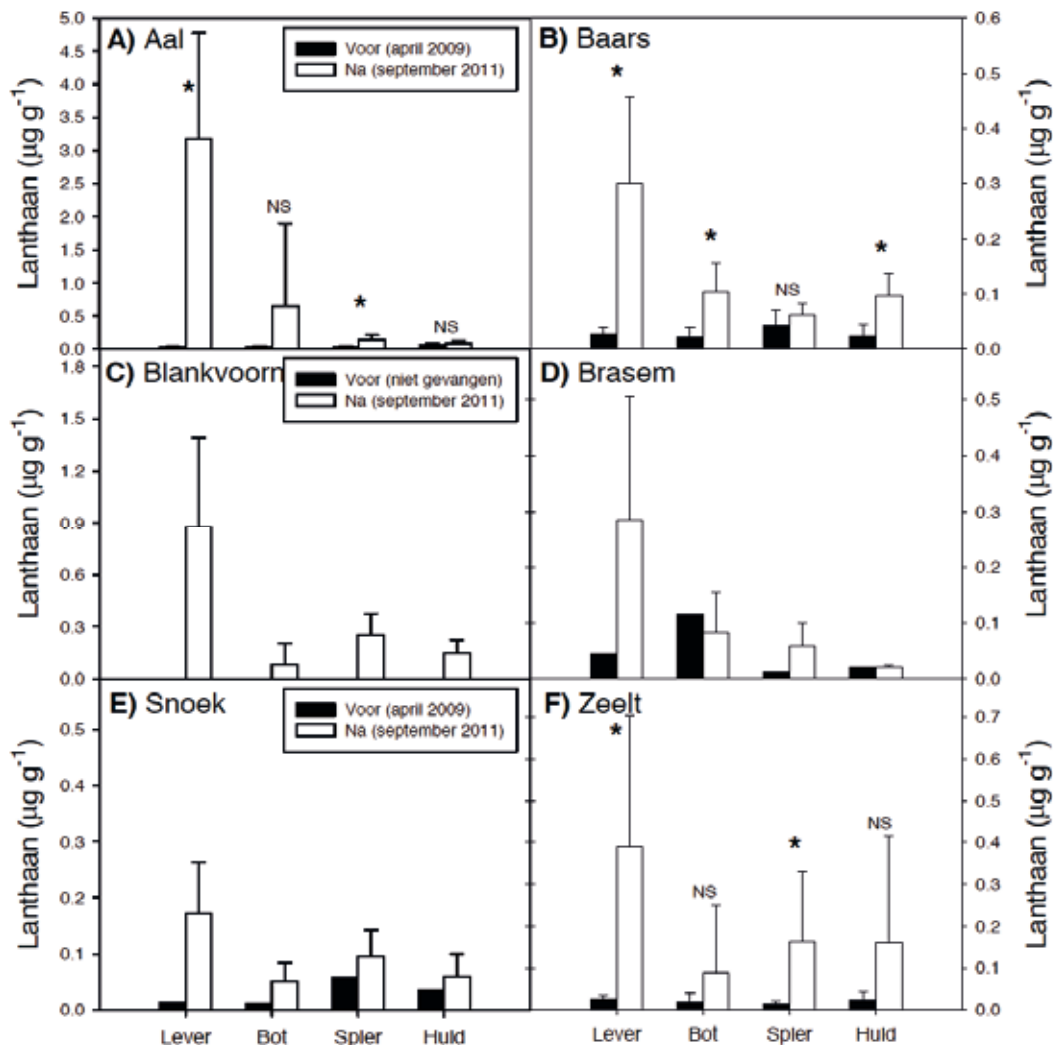 A) Aal
Voor (april 2009)
Na (september 2011)
Lanthaan (µg g⁻¹)
5.0
4.5
4.0
3.5
3.0
2.5
2.0
1.5
1.0
0.5
0.0
*
NS
*
NS
B) Baars
Lanthaan (µg g⁻¹)
0.6
0.5
0.4
0.3
0.2
0.1
0.0
*
*
NS
*
C) Blankvoorn
Voor (niet gevangen)
Na (september 2011)
Lanthaan (µg g⁻¹)
1.8
1.5
1.2
0.9
0.6
0.3
0.0
D) Brasem
Lanthaan (µg g⁻¹)
0.5
0.4
0.3
0.2
0.1
0.0
E) Snoek
Voor (april 2009)
Na (september 2011)
Lanthaan (µg g⁻¹)
0.5
0.4
0.3
0.2
0.1
0.0
Lever Bot Spier Huid
F) Zeelt
Lanthaan (µg g⁻¹)
0.7
0.6
0.5
0.4
0.3
0.2
0.1
0.0
*
NS
*
NS
Lever Bot Spier Huid